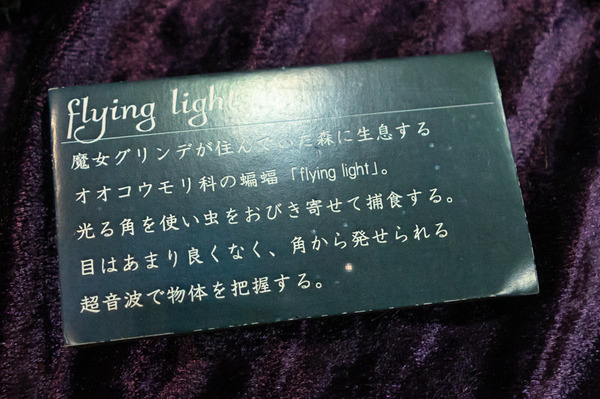 flying light
魔女グリンデが住んでいた森に生息する
オオコウモリ科の蝙蝠「flying light」。
光る角を使い虫をおびき寄せて捕食する。
目はあまり良くなく、角から発せられる
超音波で物体を把握する。